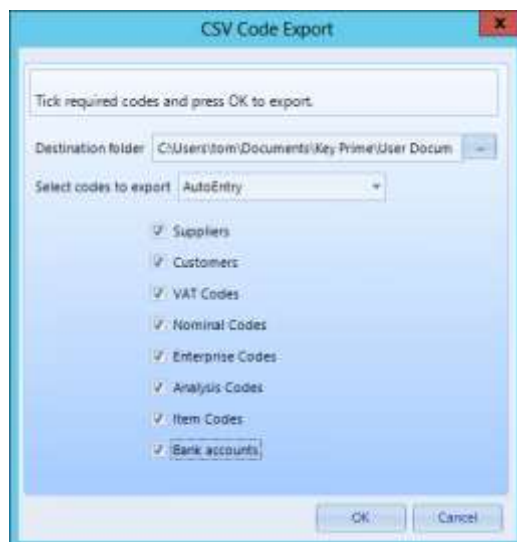 CSV Code Export
x
Tick required codes and press OK to export.
Destination folder C:\Users\tom\Documents\Key Prime\User Docum ...
Select codes to export AutoEntry
Suppliers
Customers
VAT Codes
Nominal Codes
Enterprise Codes
Analysis Codes
Item Codes
Bank accounts
OK Cancel